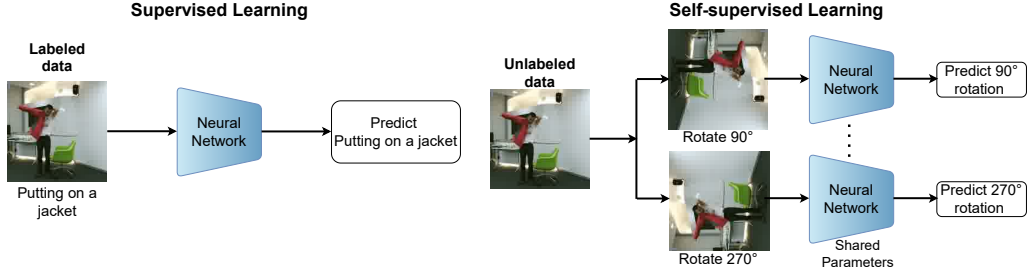 Supervised Learning
Labeled
data
Putting on a
jacket
Neural
Network
Predict
Putting on a jacket
Self-supervised Learning
Unlabeled
data
Rotate 90°
Neural
Network
Predict 90°
rotation
Rotate 270°
Neural
Network
Predict 270°
rotation
Shared
Parameters